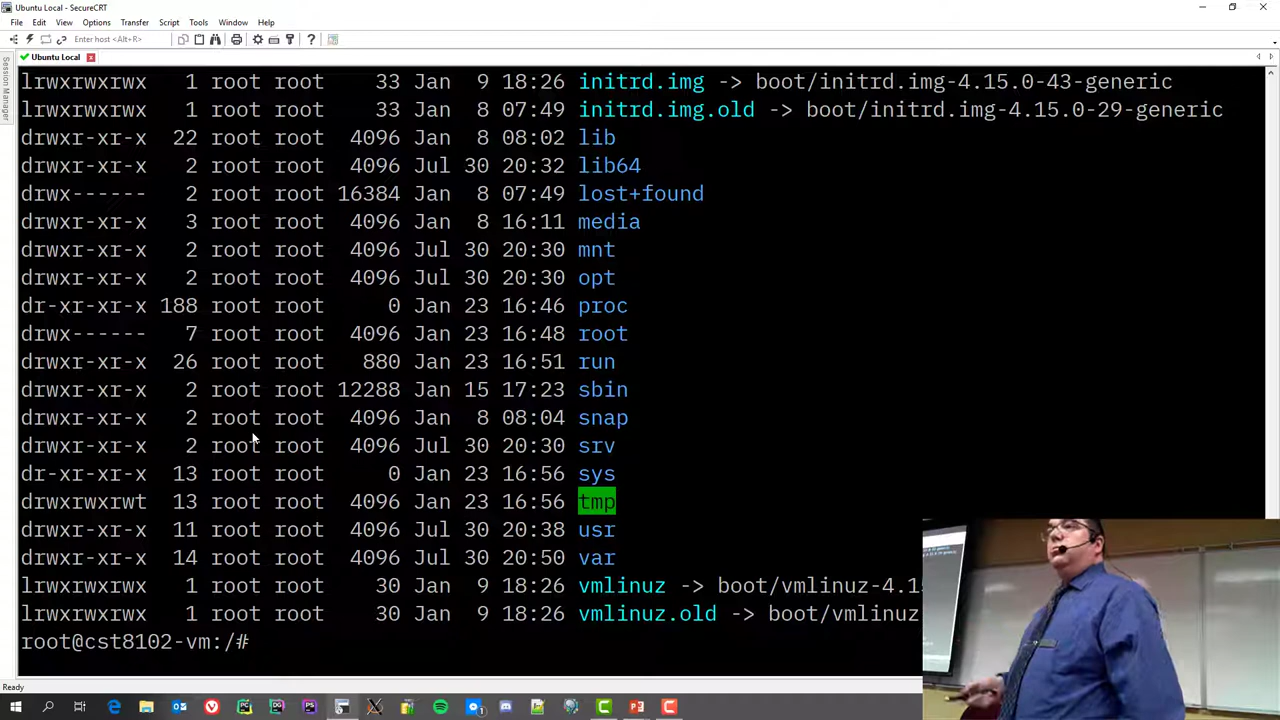 Ubuntu Local - SecureCRT
File Edit View Options Transfer Script Tools Window Help
Enter host <Alt+R>
Ubuntu Local
Session Manager
lrwxrwxrwx 1 root root 33 Jan 9 18:26 initrd.img -> boot/initrd.img-4.15.0-43-generic
lrwxrwxrwx 1 root root 33 Jan 8 07:49 initrd.img.old -> boot/initrd.img-4.15.0-29-generic
drwxr-xr-x 22 root root 4096 Jan 8 08:02 lib
drwxr-xr-x 2 root root 4096 Jul 30 20:32 lib64
drwx------ 2 root root 16384 Jan 8 07:49 lost+found
drwxr-xr-x 3 root root 4096 Jan 8 16:11 media
drwxr-xr-x 2 root root 4096 Jul 30 20:30 mnt
drwxr-xr-x 2 root root 4096 Jul 30 20:30 opt
dr-xr-xr-x 188 root root 0 Jan 23 16:46 proc
drwx------ 7 root root 4096 Jan 23 16:48 root
drwxr-xr-x 26 root root 880 Jan 23 16:51 run
drwxr-xr-x 2 root root 12288 Jan 15 17:23 sbin
drwxr-xr-x 2 root root 4096 Jan 8 08:04 snap
drwxr-xr-x 2 root root 4096 Jul 30 20:30 srv
dr-xr-xr-x 13 root root 0 Jan 23 16:56 sys
drwxrwxrwt 13 root root 4096 Jan 23 16:56 tmp
drwxr-xr-x 11 root root 4096 Jul 30 20:38 usr
drwxr-xr-x 14 root root 4096 Jul 30 20:50 var
lrwxrwxrwx 1 root root 30 Jan 9 18:26 vmlinuz -> boot/vmlinuz-4.1
lrwxrwxrwx 1 root root 30 Jan 9 18:26 vmlinuz.old -> boot/vmlinuz
root@cst8102-vm:/#
Ready